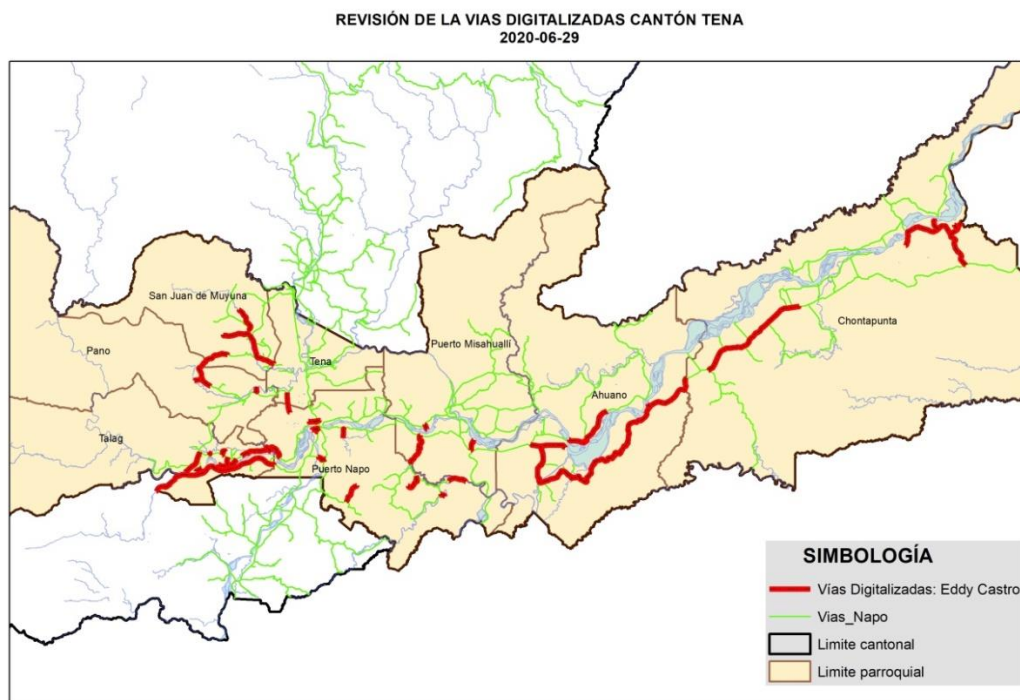 REVISIÓN DE LA VIAS DIGITALIZADAS CANTÓN TENA
2020-06-29
San Juan de Muyuna
Pano
Tena
Puerto Misahuallí
Chontapunta
Ahuano
Talag
Puerto Napo
SIMBOLOGÍA
Vías Digitalizadas: Eddy Castro
Vias_Napo
Limite cantonal
Limite parroquial